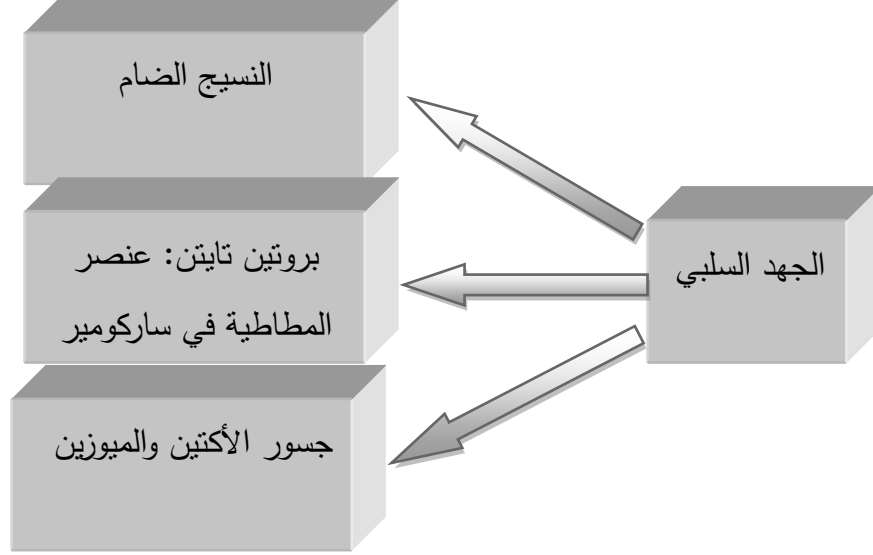 الجهد السلبي
النسيج الضام
بروتين تايتن: عنصر
المطاطية في ساركومير
جسور الأكتين والميوزين